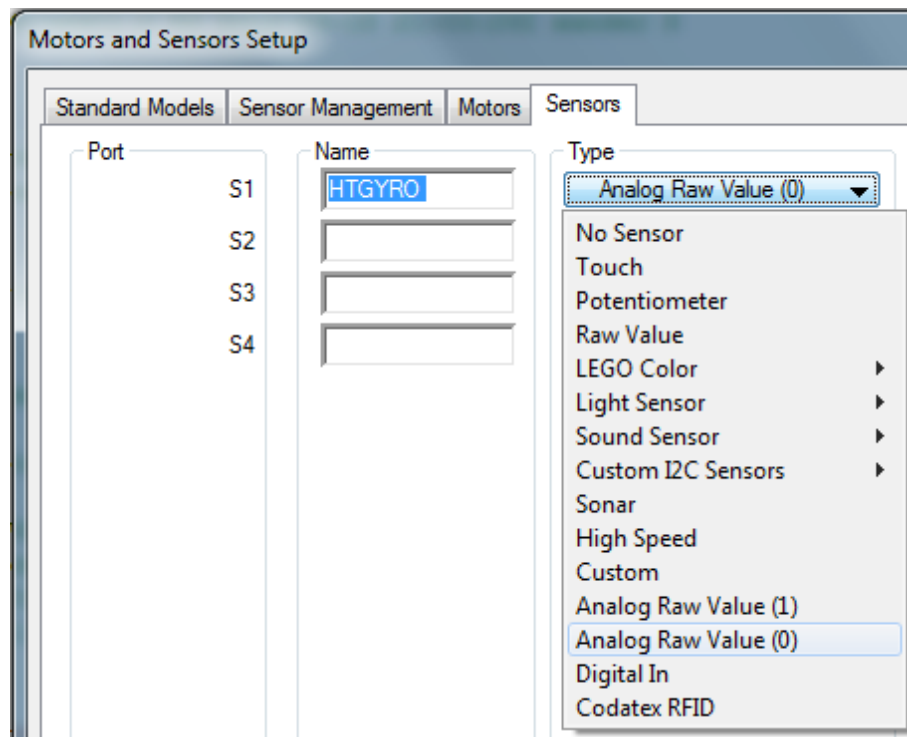 Motors and Sensors Setup
Standard Models Sensor Management Motors Sensors
Port Name Type
S1 HTGYRO Analog Raw Value (0)
S2
S3
S4
No Sensor
Touch
Potentiometer
Raw Value
LEGO Color
Light Sensor
Sound Sensor
Custom I2C Sensors
Sonar
High Speed
Custom
Analog Raw Value (1)
Analog Raw Value (0)
Digital In
Codatex RFID